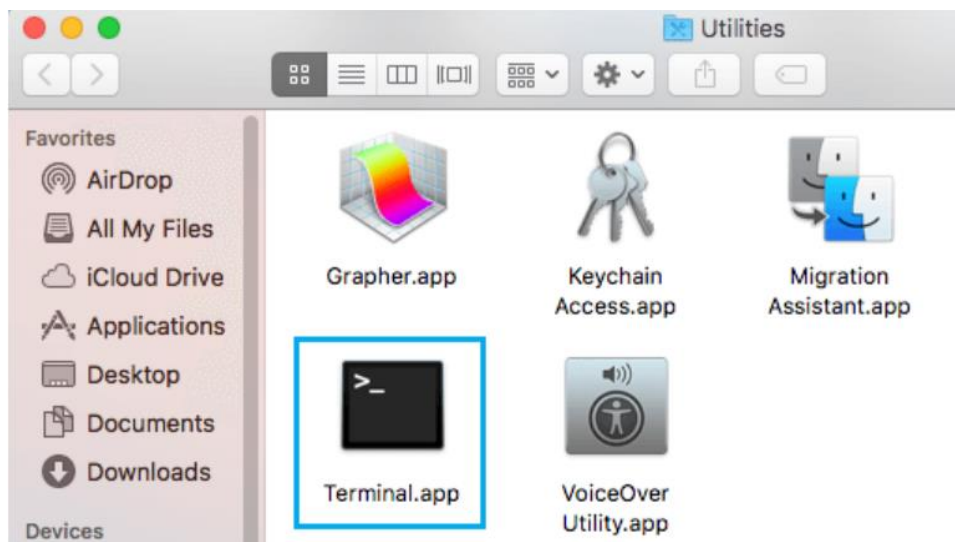 Utilities
Favorites
AirDrop
All My Files
iCloud Drive
Applications
Desktop
Documents
Downloads
Devices
Grapher.app
Keychain
Access.app
Migration
Assistant.app
>_
Terminal.app
VoiceOver
Utility.app